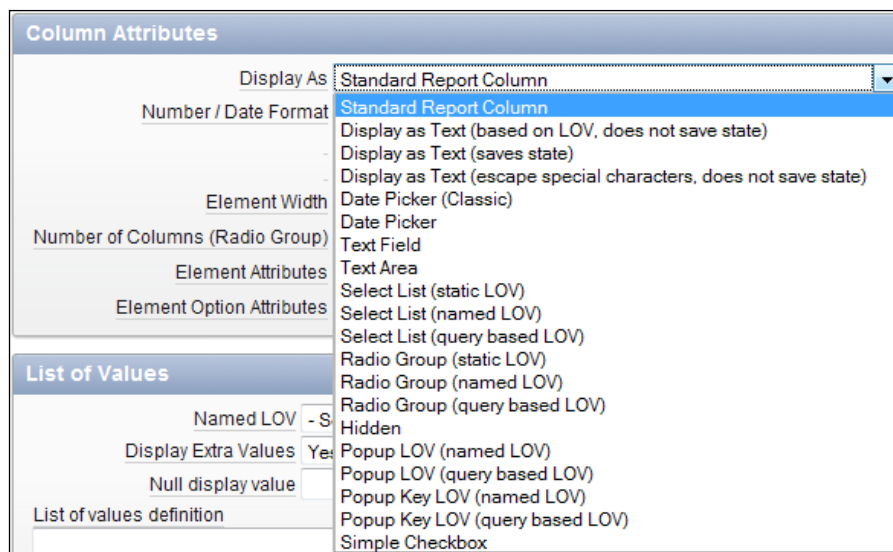 Column Attributes
Display As Standard Report Column
Standard Report Column
Number / Date Format
Display as Text (based on LOV, does not save state)
Display as Text (saves state)
Display as Text (escape special characters, does not save state)
Element Width Date Picker (Classic)
Date Picker
Number of Columns (Radio Group) Text Field
Element Attributes Text Area
Select List (static LOV)
Element Option Attributes Select List (named LOV)
Select List (query based LOV)
Radio Group (static LOV)
List of Values Radio Group (named LOV)
Radio Group (query based LOV)
Named LOV - S Hidden
Display Extra Values Yes Popup LOV (named LOV)
Null display value Popup LOV (query based LOV)
Popup Key LOV (named LOV)
List of values definition Popup Key LOV (query based LOV)
Simple Checkbox